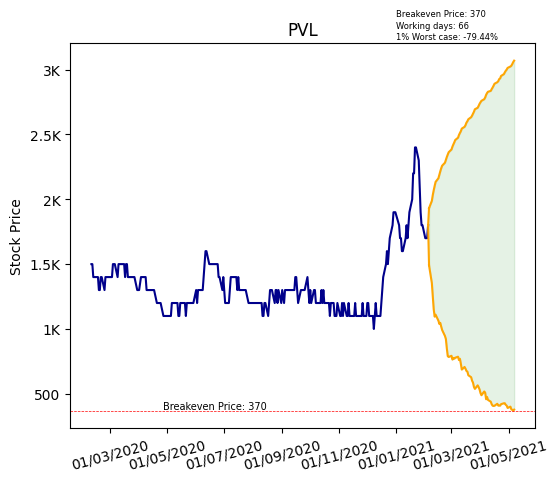 Breakeven Price: 370
Working days: 66
1% Worst case: -79.44%
PVL
Stock Price
3K
2.5K
2K
1.5K
1K
500
Breakeven Price: 370
01/03/2020
01/05/2020
01/07/2020
01/09/2020
01/11/2020
01/01/2021
01/03/2021
01/05/2021